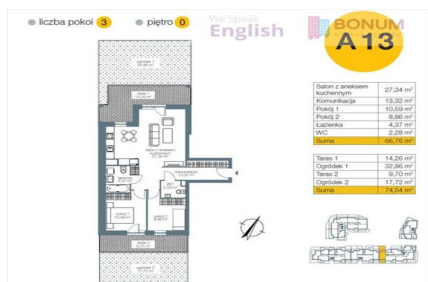 liczba pokoi 3
piętro 0
We Speak
English
BONUM
A 13
Salon z aneksem
kuchennym 27,34 m²
Komunikacja 13,32 m²
Pokój 1 10,59 m²
Pokój 2 8,86 m²
Łazienka 4,37 m²
WC 2,28 m²
Suma 66,76 m²
Taras 1 14,26 m²
Ogródek 1 32,86 m²
Taras 2 9,70 m²
Ogródek 2 17,72 m²
Suma 74,54 m²